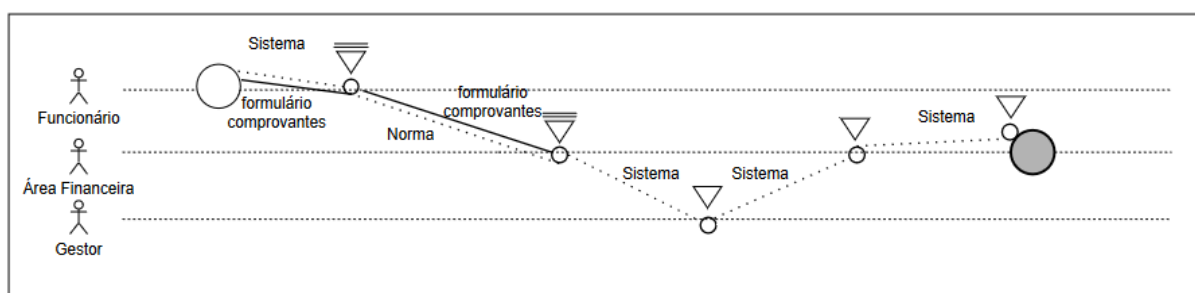 Sistema
Funcionário
formulário
comprovantes
Norma
formulário
comprovantes
Área Financeira
Sistema
Sistema
Sistema
Gestor